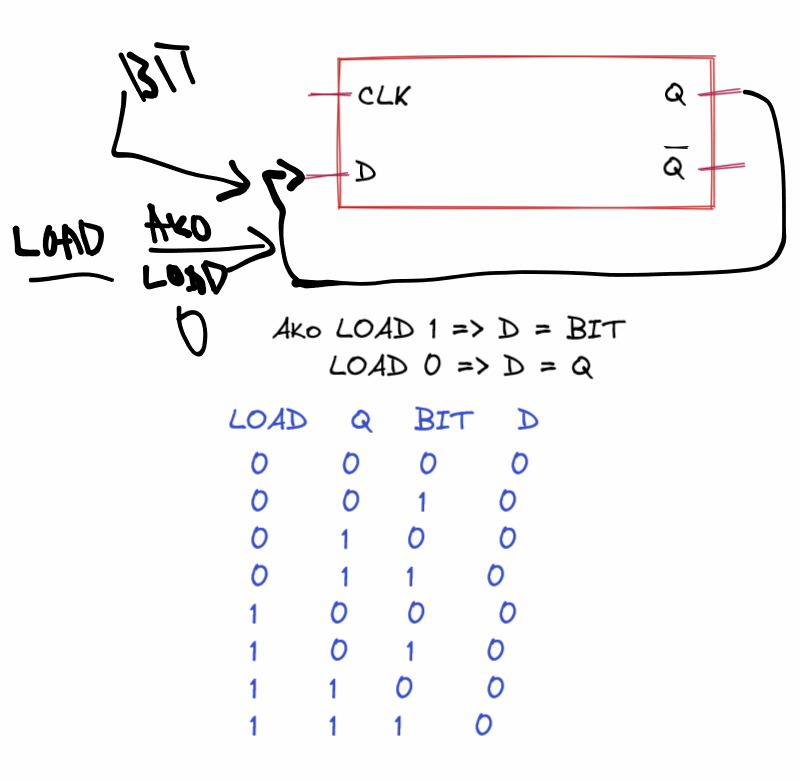 BIT
CLK Q
D Q̅
LOAD AKO
LOAD
0
AKO LOAD 1 => D = BIT
LOAD 0 => D = Q
LOAD Q BIT D
0 0 0 0
0 0 1 0
0 1 0 0
0 1 1 0
1 0 0 0
1 0 1 0
1 1 0 0
1 1 1 0